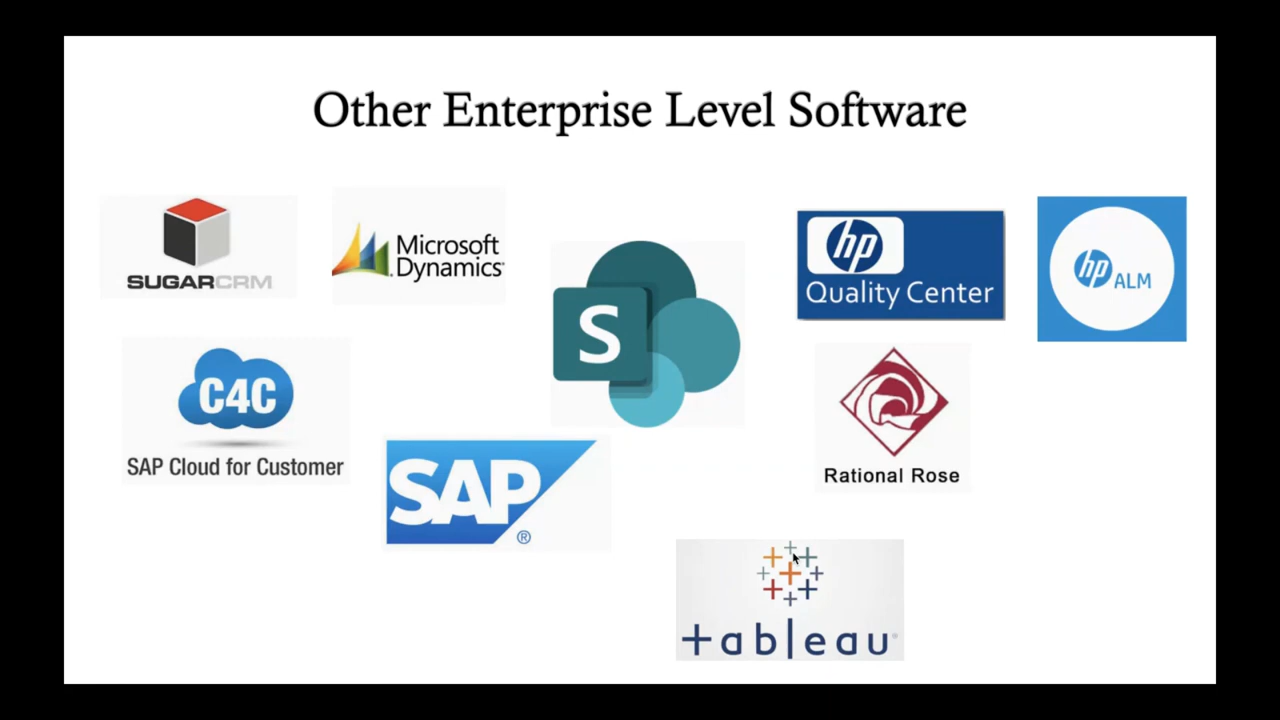 Other Enterprise Level Software
SUGARCRM
Microsoft
Dynamics
S
hp
Quality Center
hp ALM
C4C
SAP Cloud for Customer
SAP®
Rational Rose
+ableau